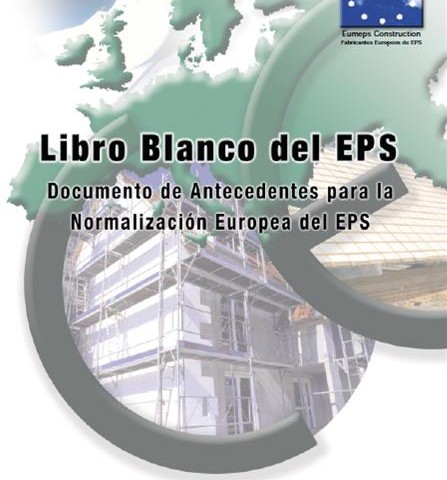 Eumeps Construction
Fabricantes Europeos de EPS
Libro Blanco del EPS
Documento de Antecedentes para la
Normalización Europea del EPS